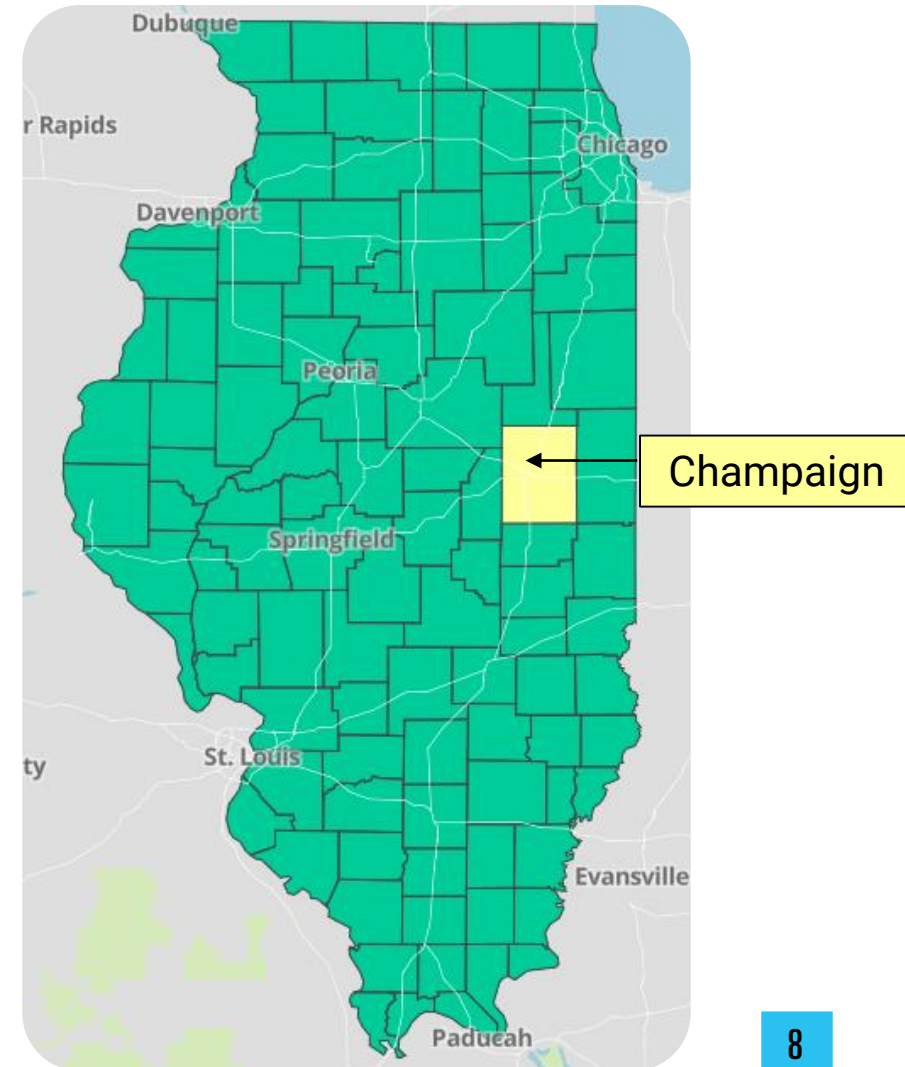 Dubuque
r Rapids
Chicago
Davenport
Peoria
Champaign
Springfield
St. Louis
ty
Evansville
Paducah
8